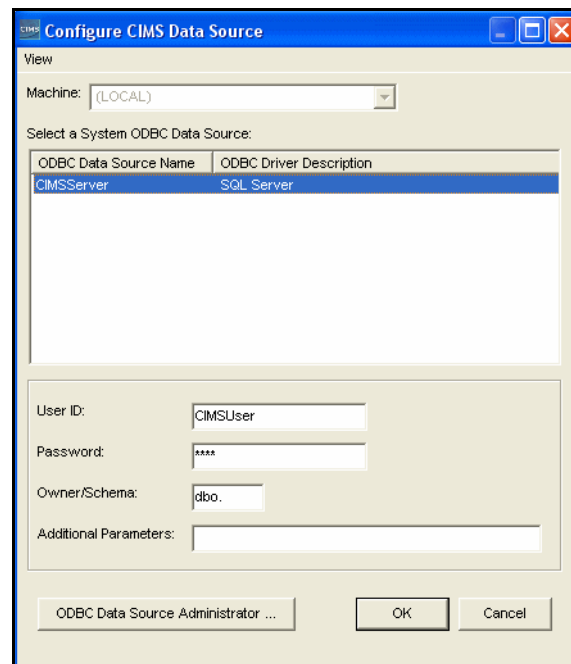 CIMS Configure CIMS Data Source
View
Machine: (LOCAL)
Select a System ODBC Data Source:
ODBC Data Source Name ODBC Driver Description
CIMSServer SQL Server
User ID: CIMSUser
Password: ****
Owner/Schema: dbo.
Additional Parameters:
ODBC Data Source Administrator ... OK Cancel